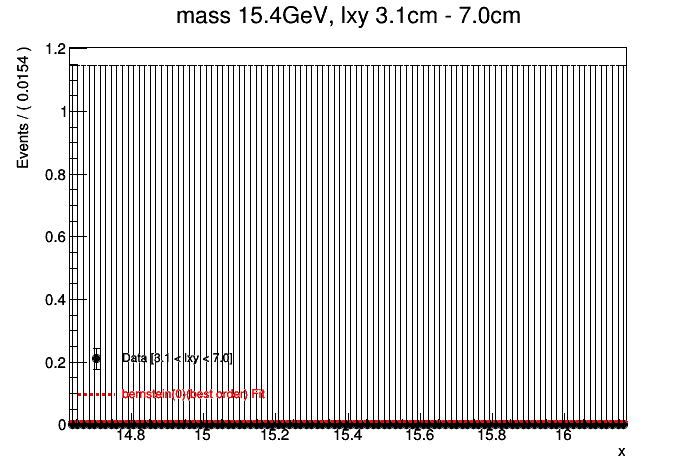 mass 15.4GeV, lxy 3.1cm - 7.0cm
Events / ( 0.0154 )
1.2
1
0.8
0.6
0.4
0.2
0
Data [3.1 < lxy < 7.0]
bernstein[0](best order) Fit
14.8 15 15.2 15.4 15.6 15.8 16
x